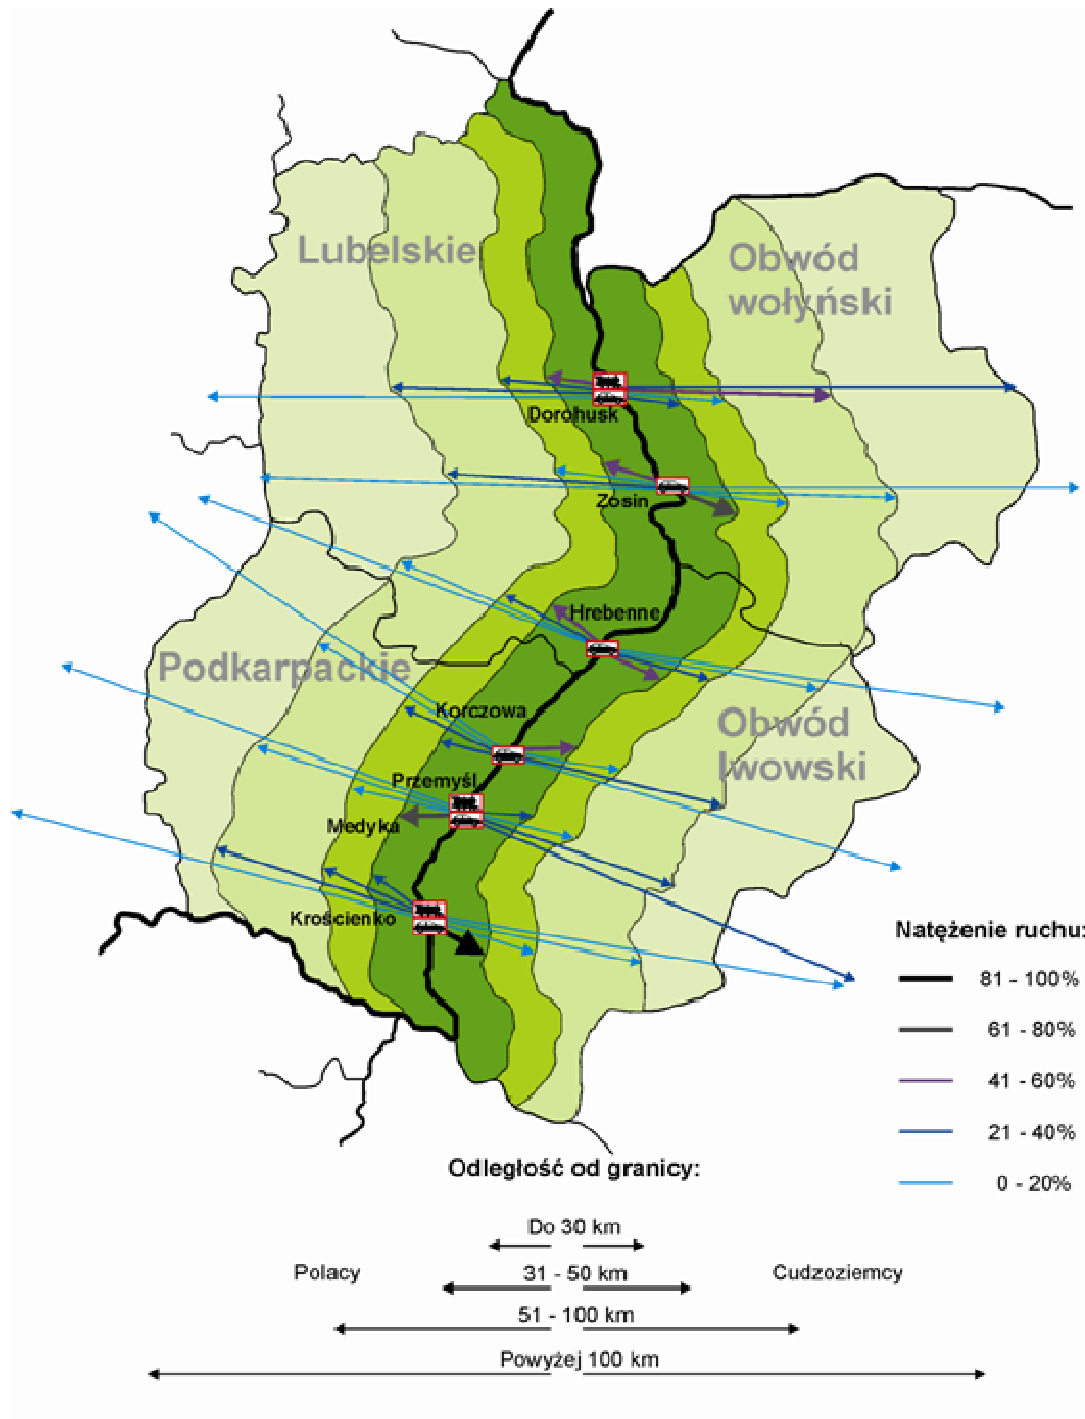 Lubelskie
Obwód
wołyński
Dorohusk
Zosin
Hrebenne
Podkarpackie
Korczowa
Obwód
lwowski
Przemyśl
Medyka
Krościenko
Natężenie ruchu:
81 - 100%
61 - 80%
41 - 60%
21 - 40%
0 - 20%
Odległość od granicy:
Do 30 km
Polacy 31 - 50 km Cudzoziemcy
51 - 100 km
Powyżej 100 km